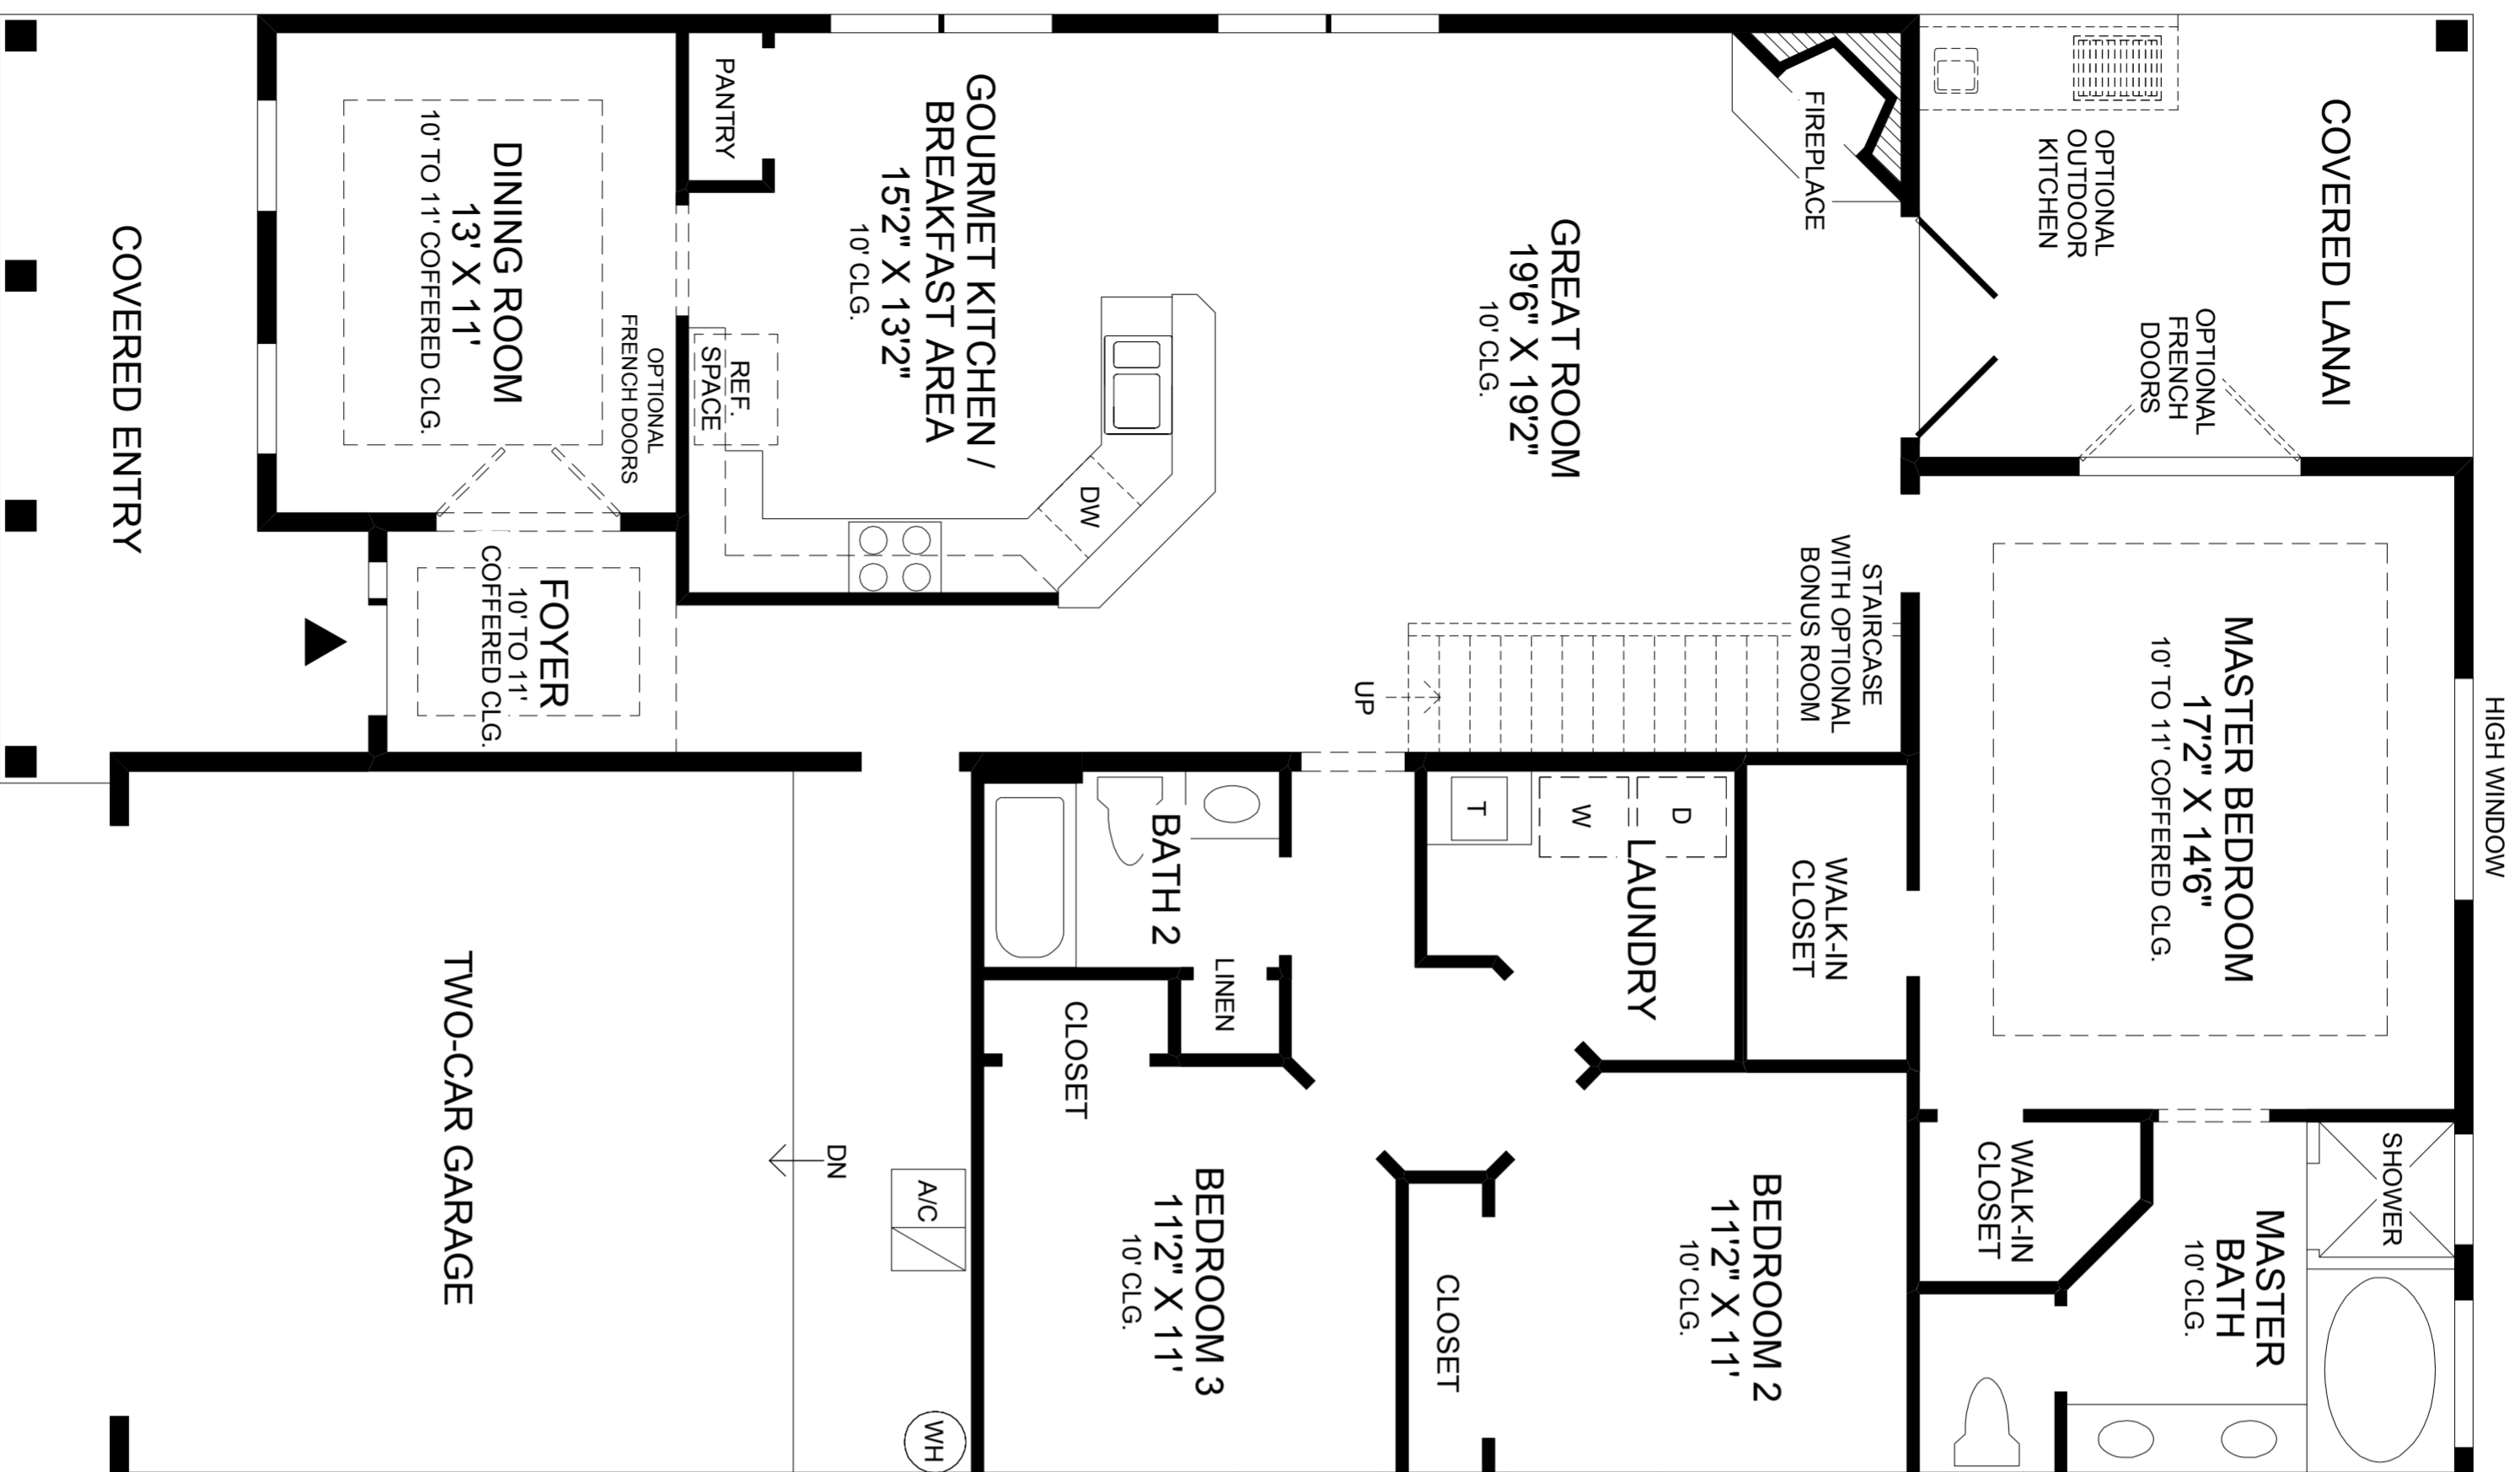 COVERED LANAI
OPTIONAL
OUTDOOR
KITCHEN
OPTIONAL
FRENCH
DOORS
HIGH WINDOW
MASTER BEDROOM
17'2" X 14'6"
10' TO 11' COFFERED CLG.
SHOWER
MASTER
BATH
10' CLG.
WALK-IN
CLOSET
FIREPLACE
GREAT ROOM
19'6" X 19'2"
10' CLG.
STAIRCASE
WITH OPTIONAL
BONUS ROOM
UP
WALK-IN
CLOSET
D
W
T
LAUNDRY
BEDROOM 2
11'2" X 11'
10' CLG.
CLOSET
GOURMET KITCHEN /
BREAKFAST AREA
15'2" X 13'2"
10' CLG.
DW
PANTRY
REF.
SPACE
BATH 2
LINEN
CLOSET
BEDROOM 3
11'2" X 11'
10' CLG.
OPTIONAL
FRENCH DOORS
DINING ROOM
13' X 11'
10' TO 11' COFFERED CLG.
FOYER
10' TO 11'
COFFERED CLG.
A/C
WH
DN
TWO-CAR GARAGE
COVERED ENTRY